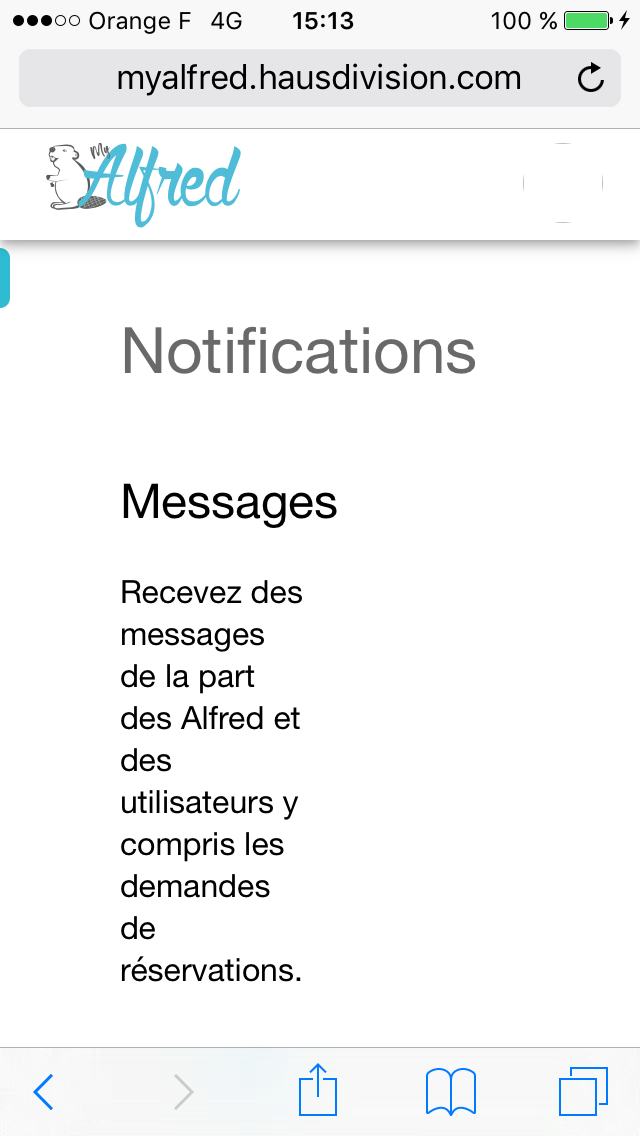 Orange F 4G 15:13 100 %
myalfred.hausdivision.com
My Alfred
Notifications
Messages
Recevez des
messages
de la part
des Alfred et
des
utilisateurs y
compris les
demandes
de
réservations.